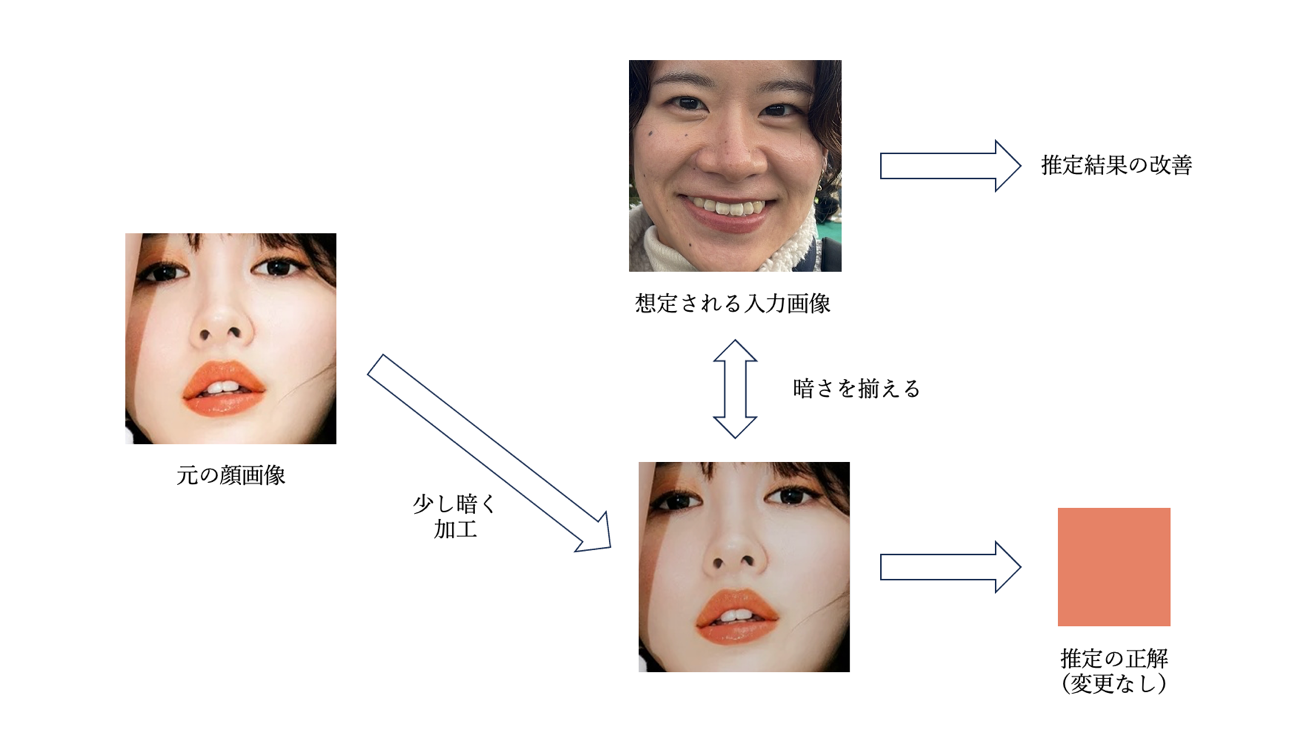 推定結果の改善
想定される入力画像
暗さを揃える
元の顔画像
少し暗く
加工
推定の正解
（変更なし）